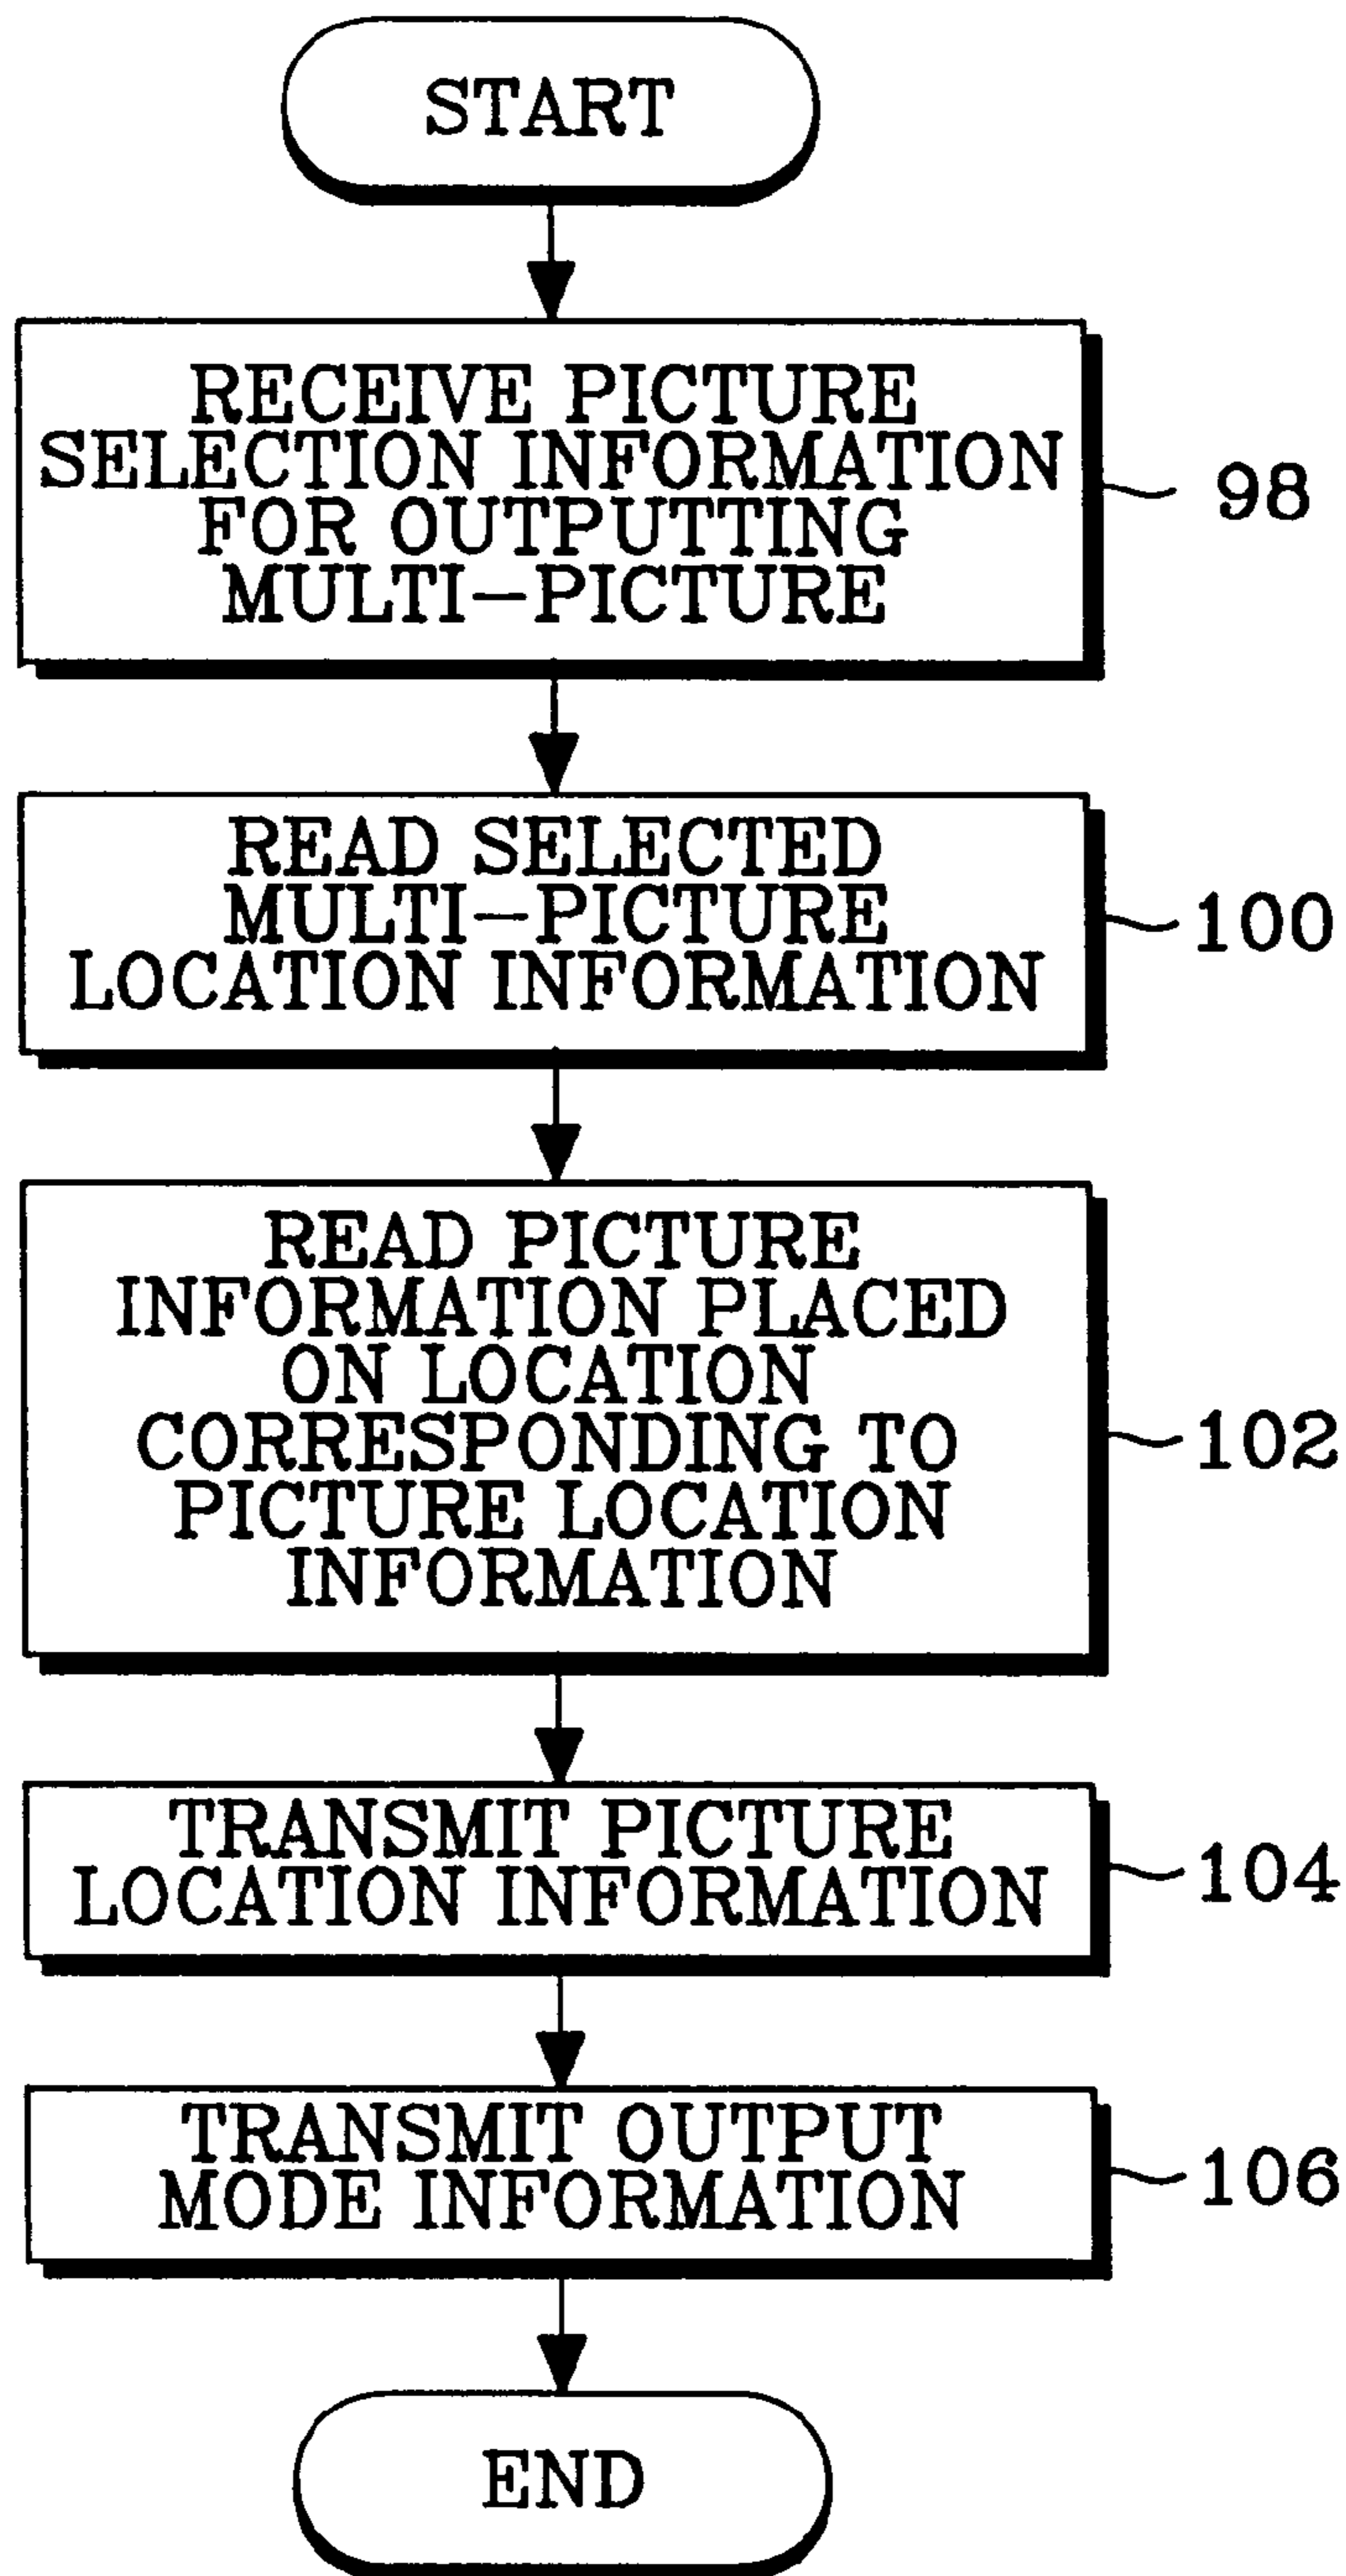 START
RECEIVE PICTURE
SELECTION INFORMATION
FOR OUTPUTTING
MULTI-PICTURE
98
READ SELECTED
MULTI-PICTURE
LOCATION INFORMATION
100
READ PICTURE
INFORMATION PLACED
ON LOCATION
CORRESPONDING TO
PICTURE LOCATION
INFORMATION
102
TRANSMIT PICTURE
LOCATION INFORMATION
104
TRANSMIT OUTPUT
MODE INFORMATION
106
END